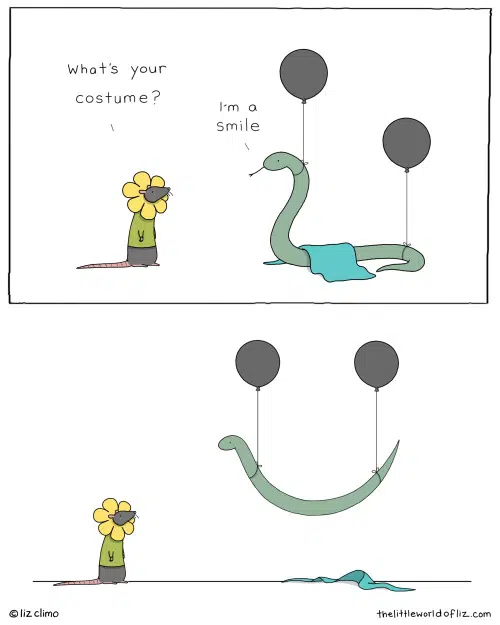 What's your
costume?
I'm a
smile
© liz climo
thelittleworldofliz.com